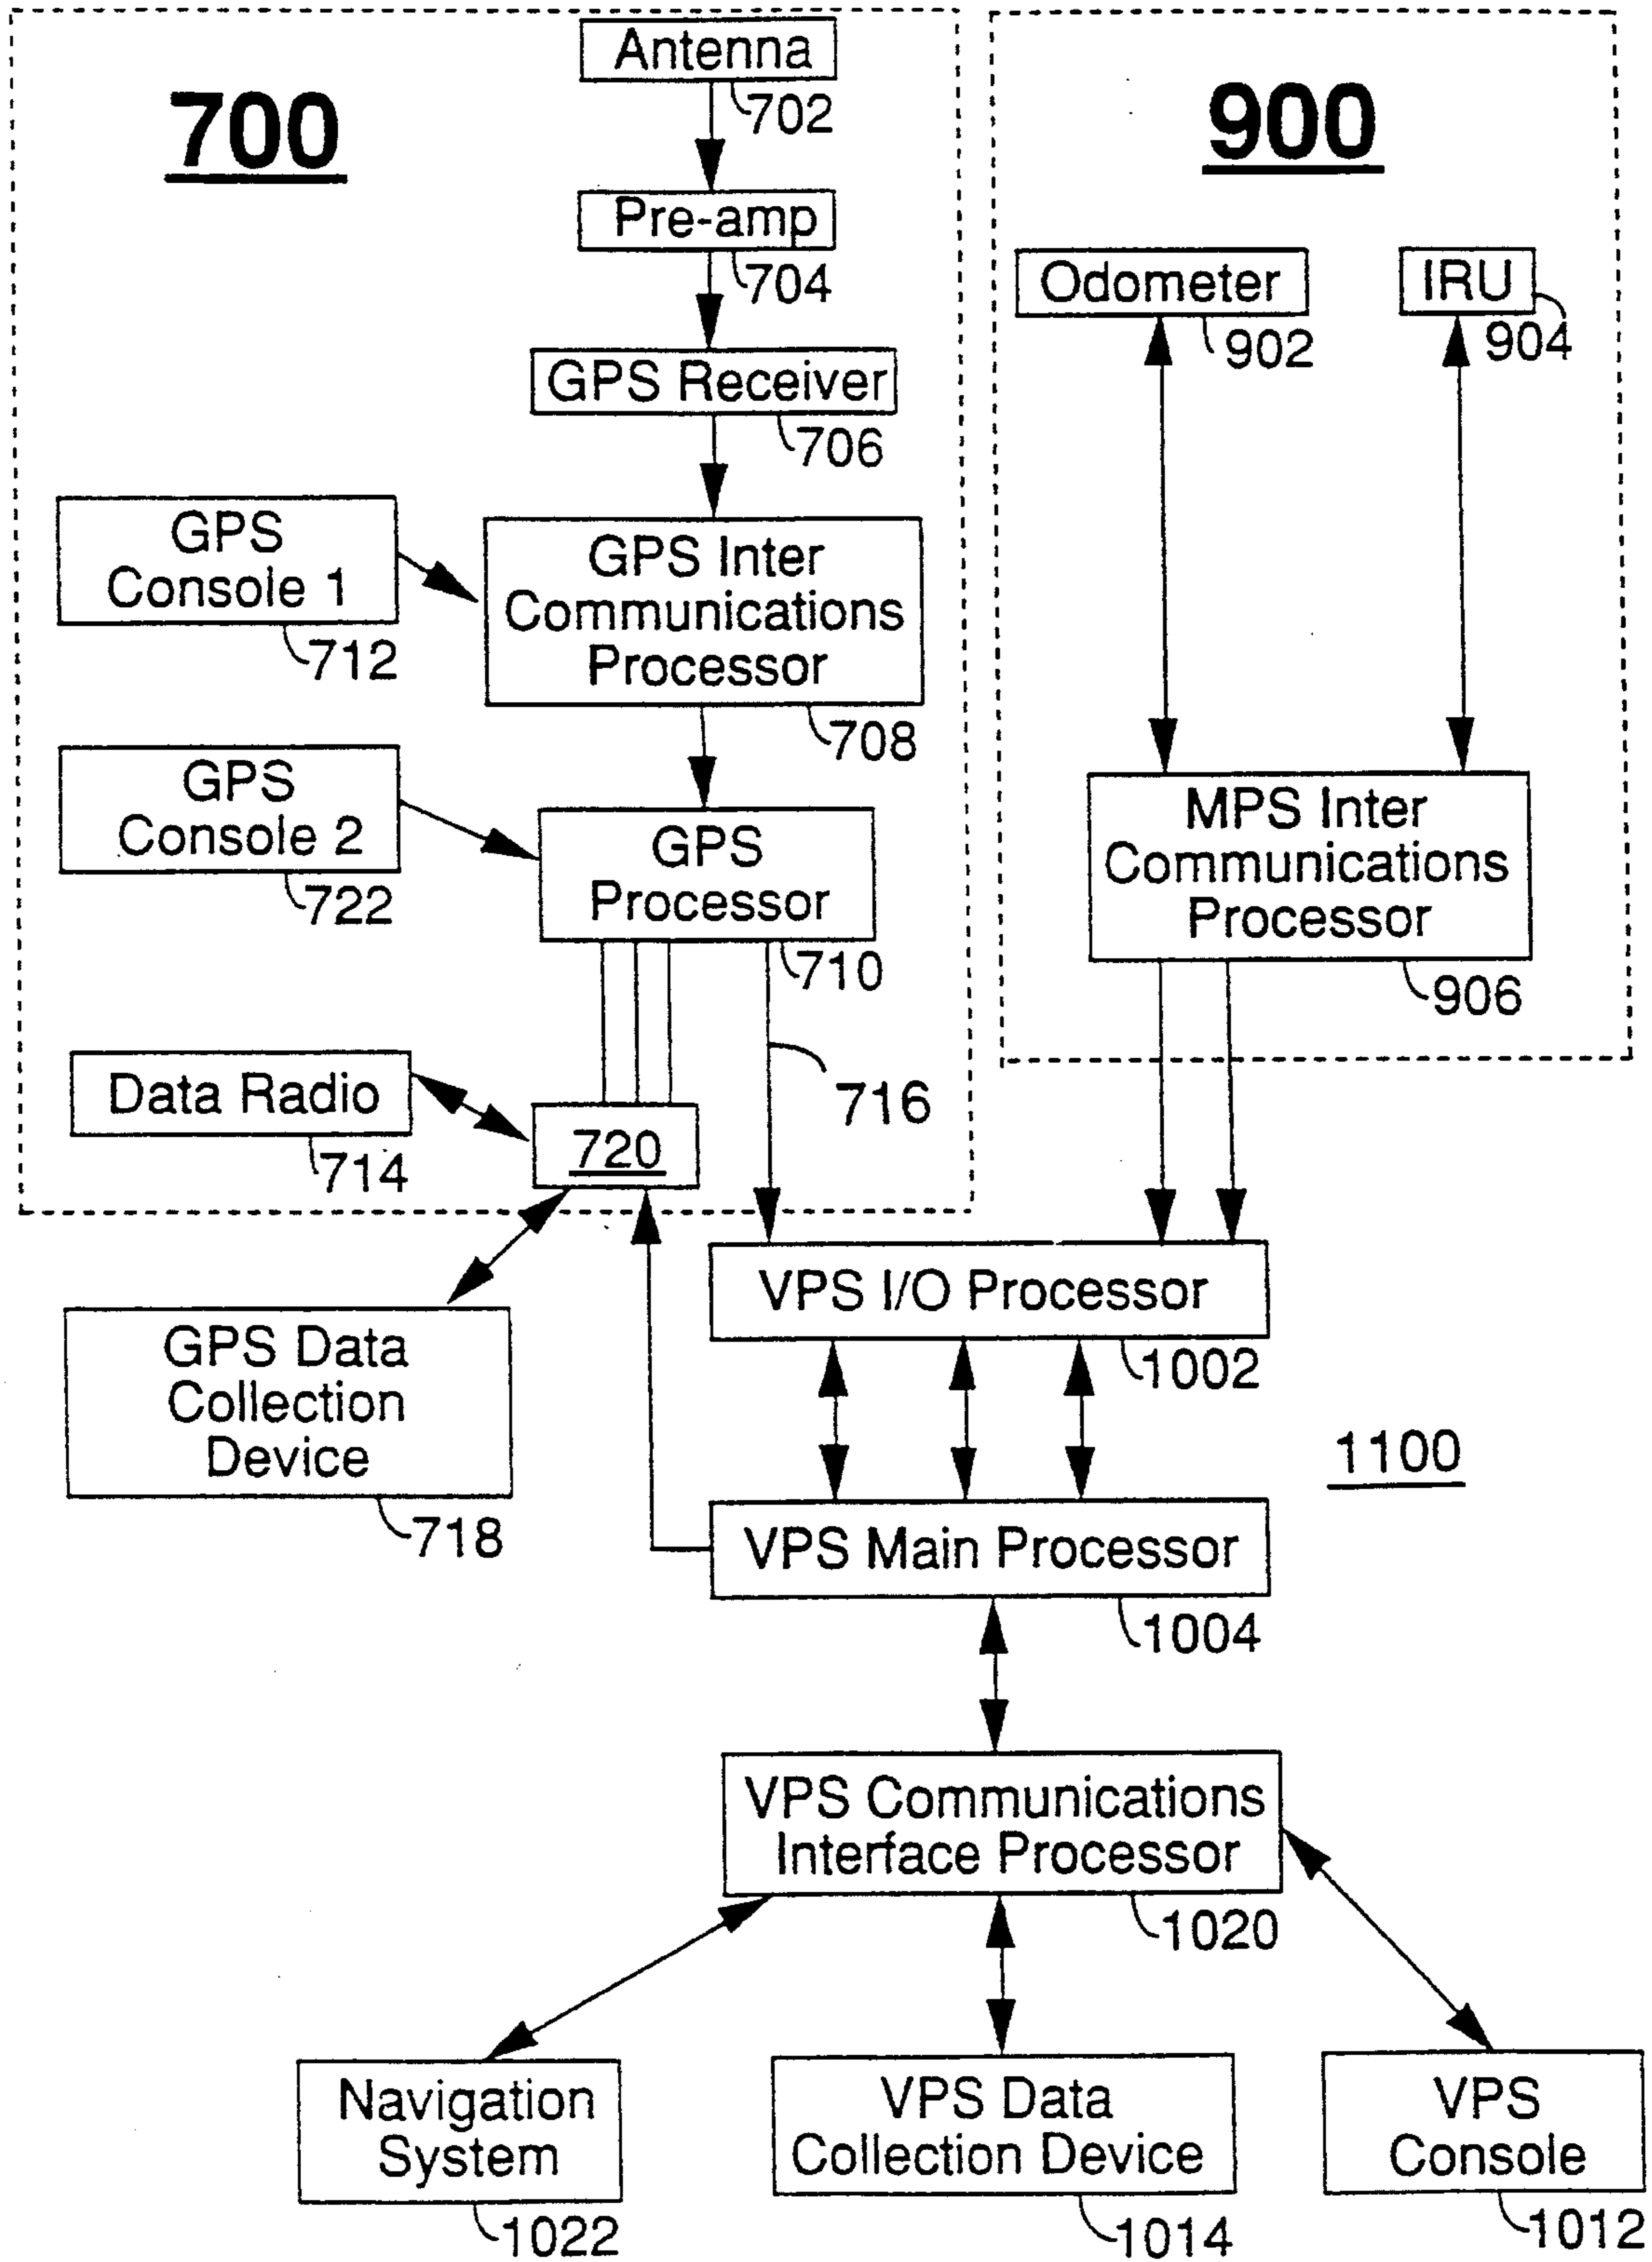 700
Antenna
702
Pre-amp
704
GPS Receiver
706
GPS
Console 1
712
GPS Inter
Communications
Processor
708
GPS
Console 2
722
GPS
Processor
710
Data Radio
714
720
716
900
Odometer
902
IRU
904
MPS Inter
Communications
Processor
906
GPS Data
Collection
Device
718
VPS I/O Processor
1002
1100
VPS Main Processor
1004
VPS Communications
Interface Processor
1020
Navigation
System
1022
VPS Data
Collection Device
1014
VPS
Console
1012